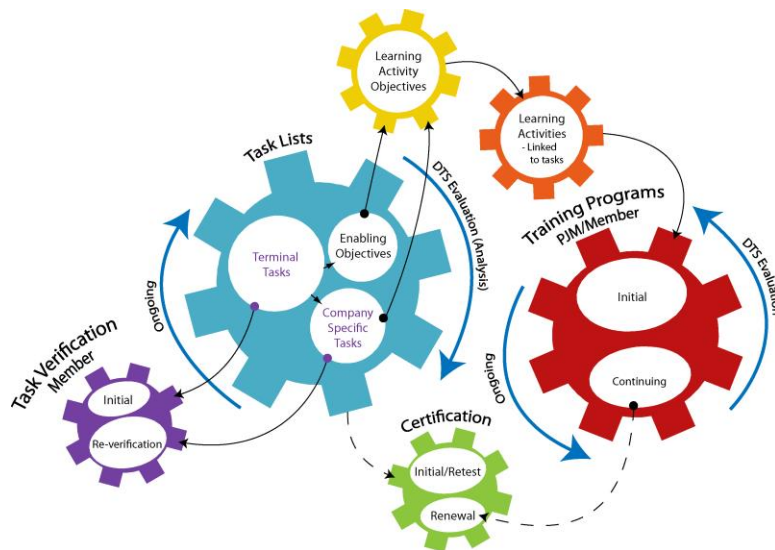 Learning
Activity
Objectives
Learning
Activities
- Linked
to tasks
Task Lists
DTS Evaluation (Analysis)
Terminal
Tasks
Enabling
Objectives
Company
Specific
Tasks
Ongoing
Training Programs
PJM/Member
DTS Evaluation
Initial
Continuing
Ongoing
Task Verification
Member
Initial
Re-verification
Certification
Initial/Retest
Renewal